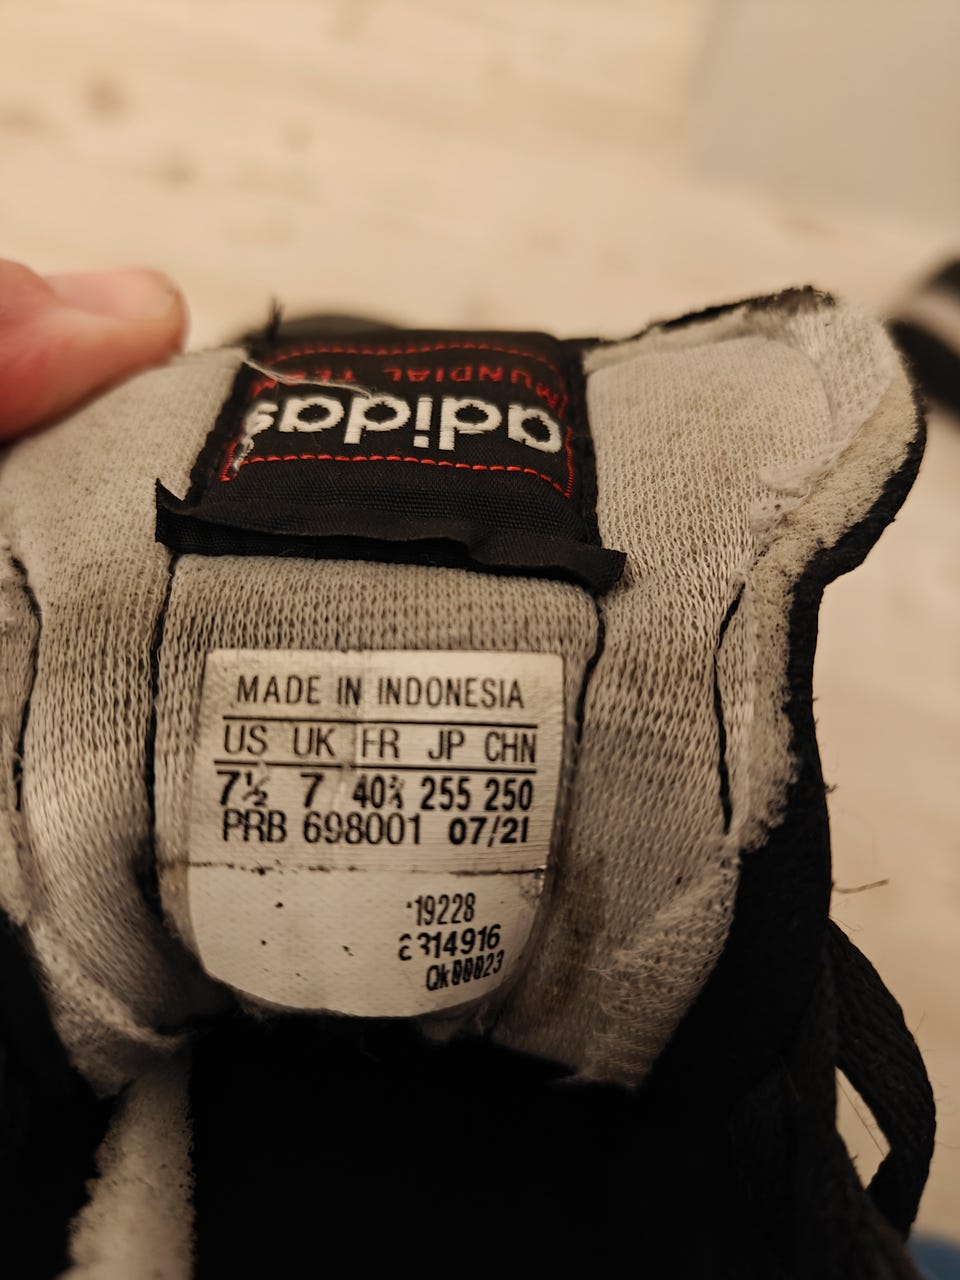 MUNDIAL TEAM
adidas
MADE IN INDONESIA
US UK FR JP CHN
7½ 7 40⅔ 255 250
PRB 698001 07/21
19228
2314916